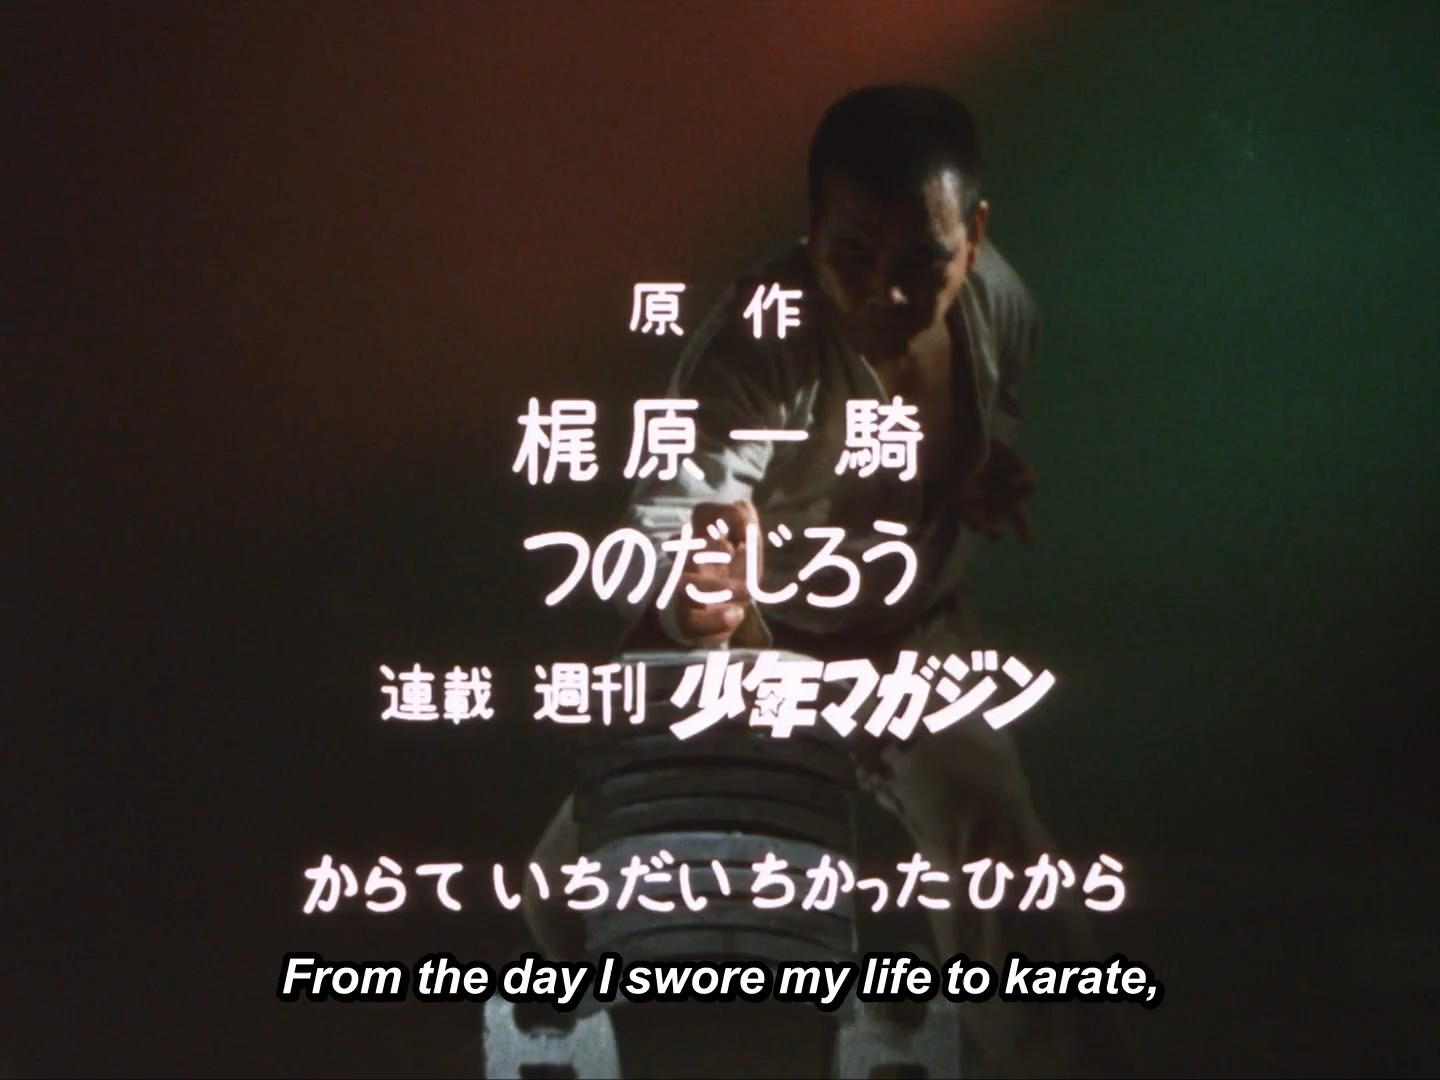 原作
梶原一騎
つのだじろう
連載 週刊 少年マガジン
からて いちだい ちかったひから
From the day I swore my life to karate,